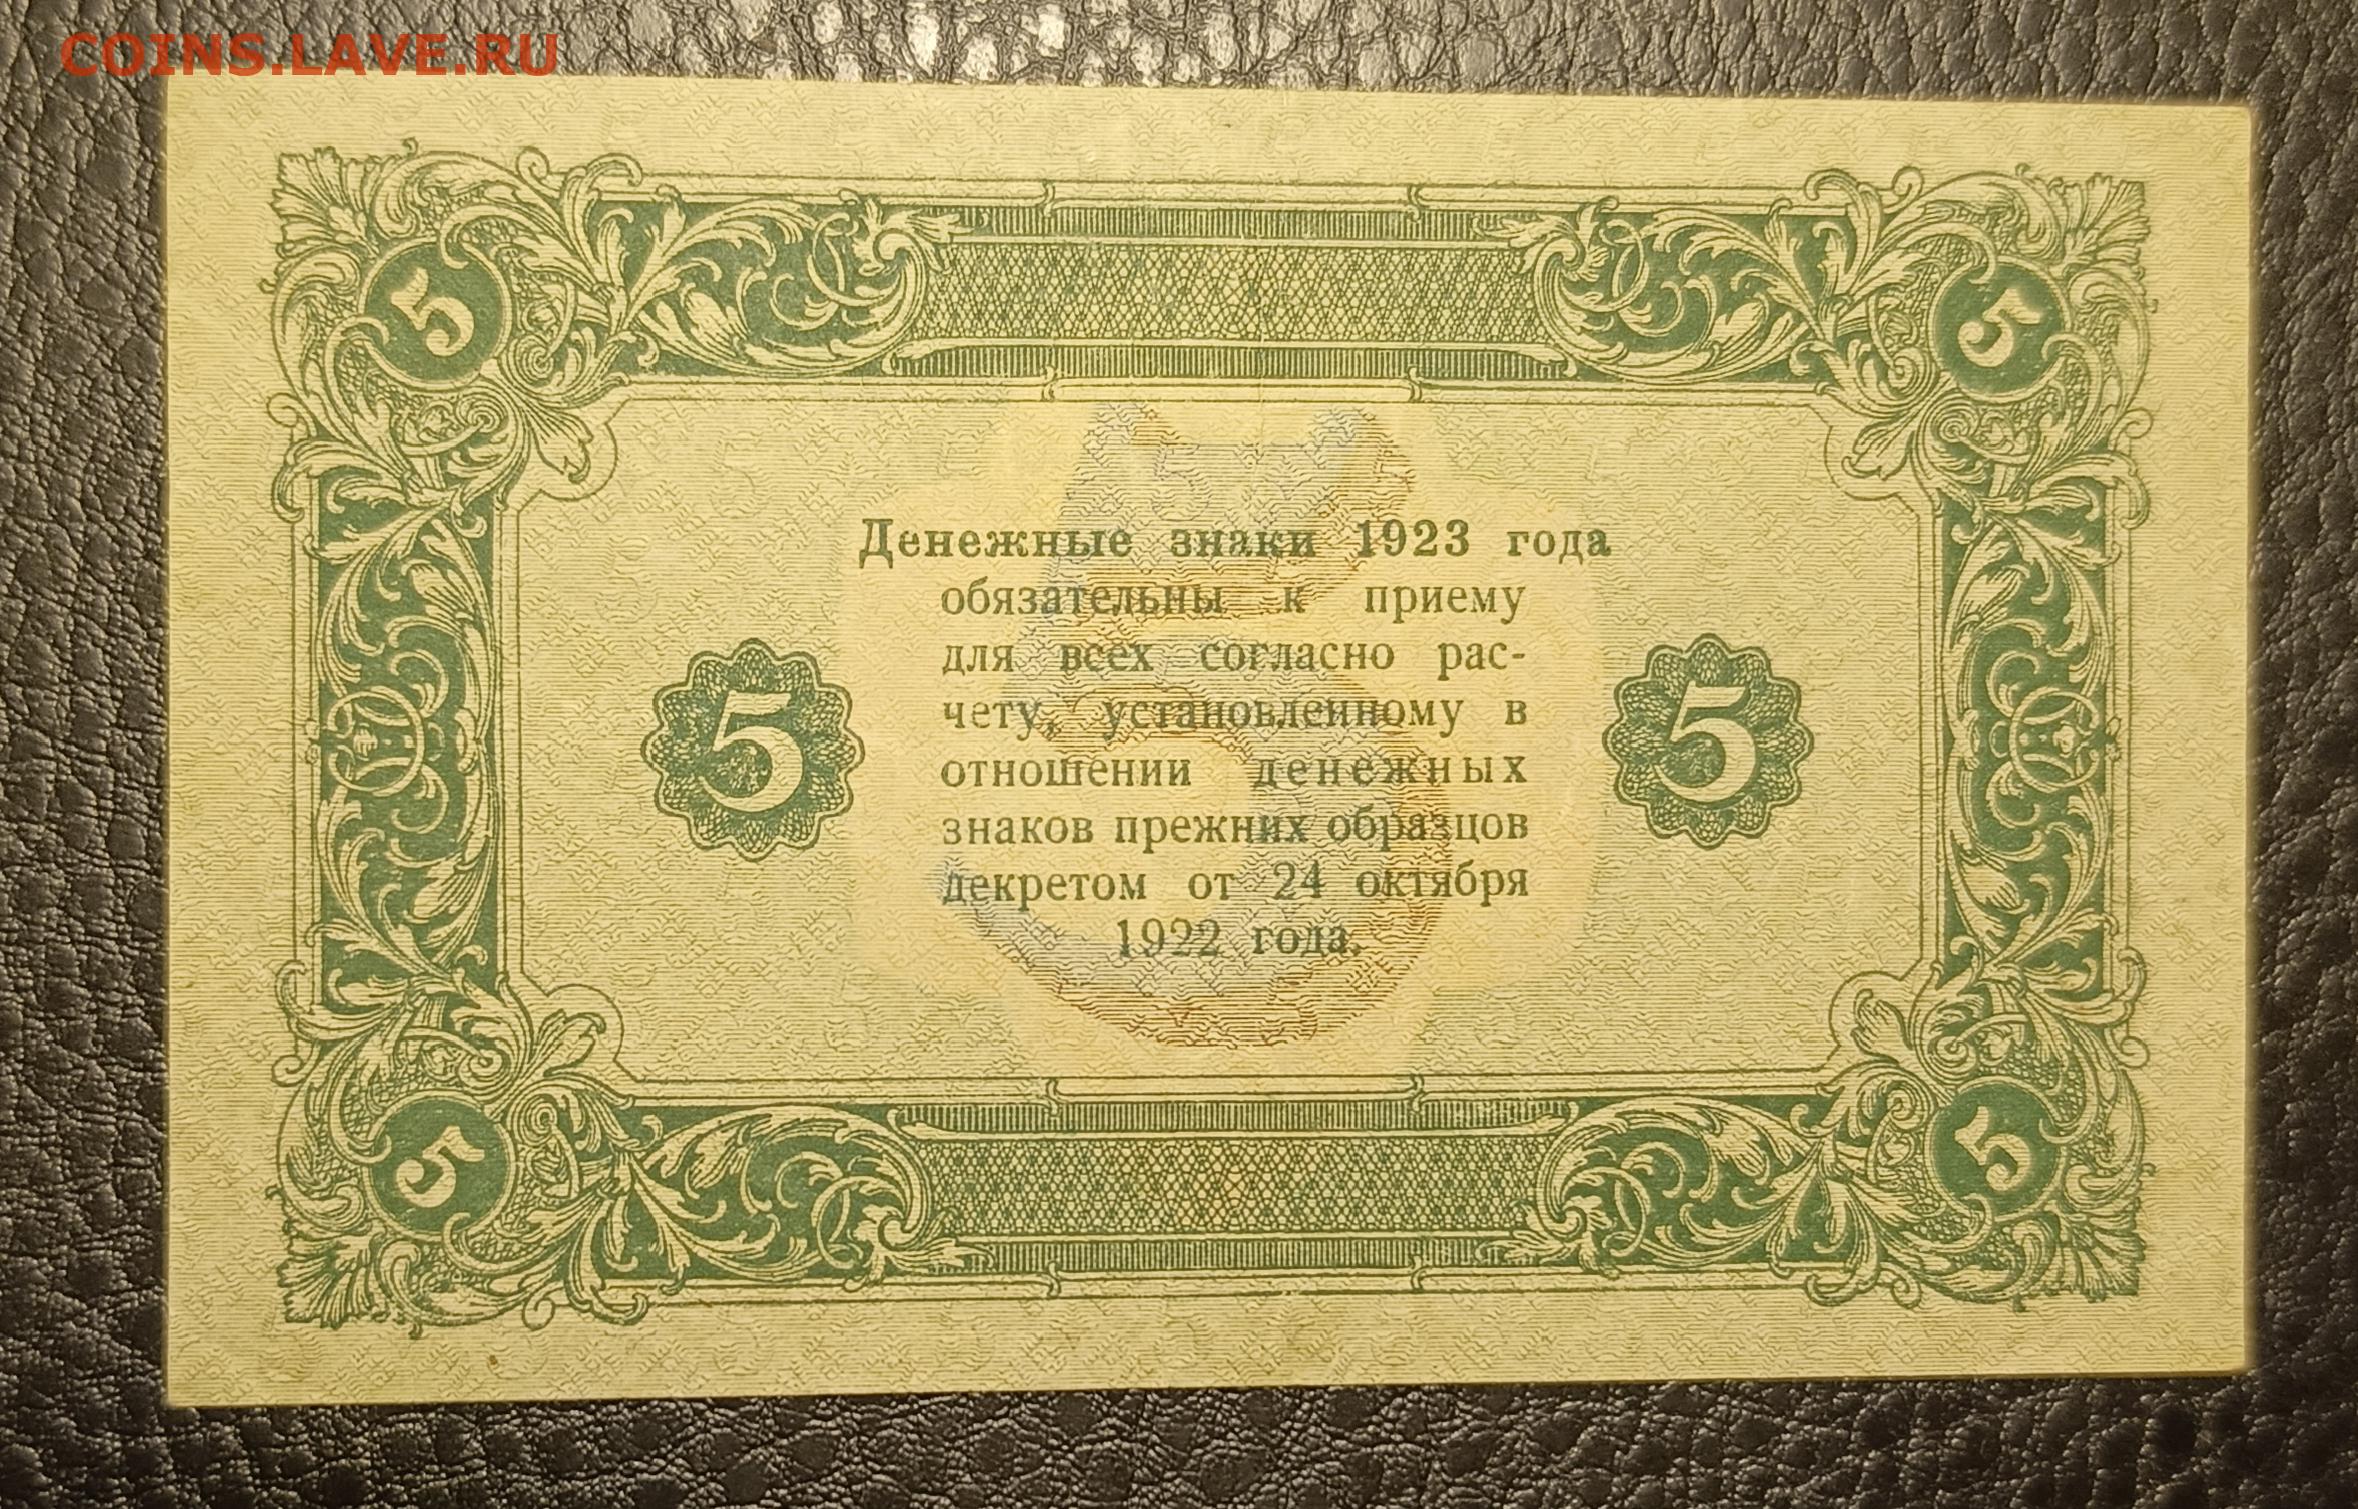 COINS.LAVE.RU
5 5
Денежные знаки 1923 года
обязательны к приему
для всех согласно рас-
чету, установленному в
отношении денежных
знаков прежних образцов
декретом от 24 октября
1922 года.
5 5
5 5